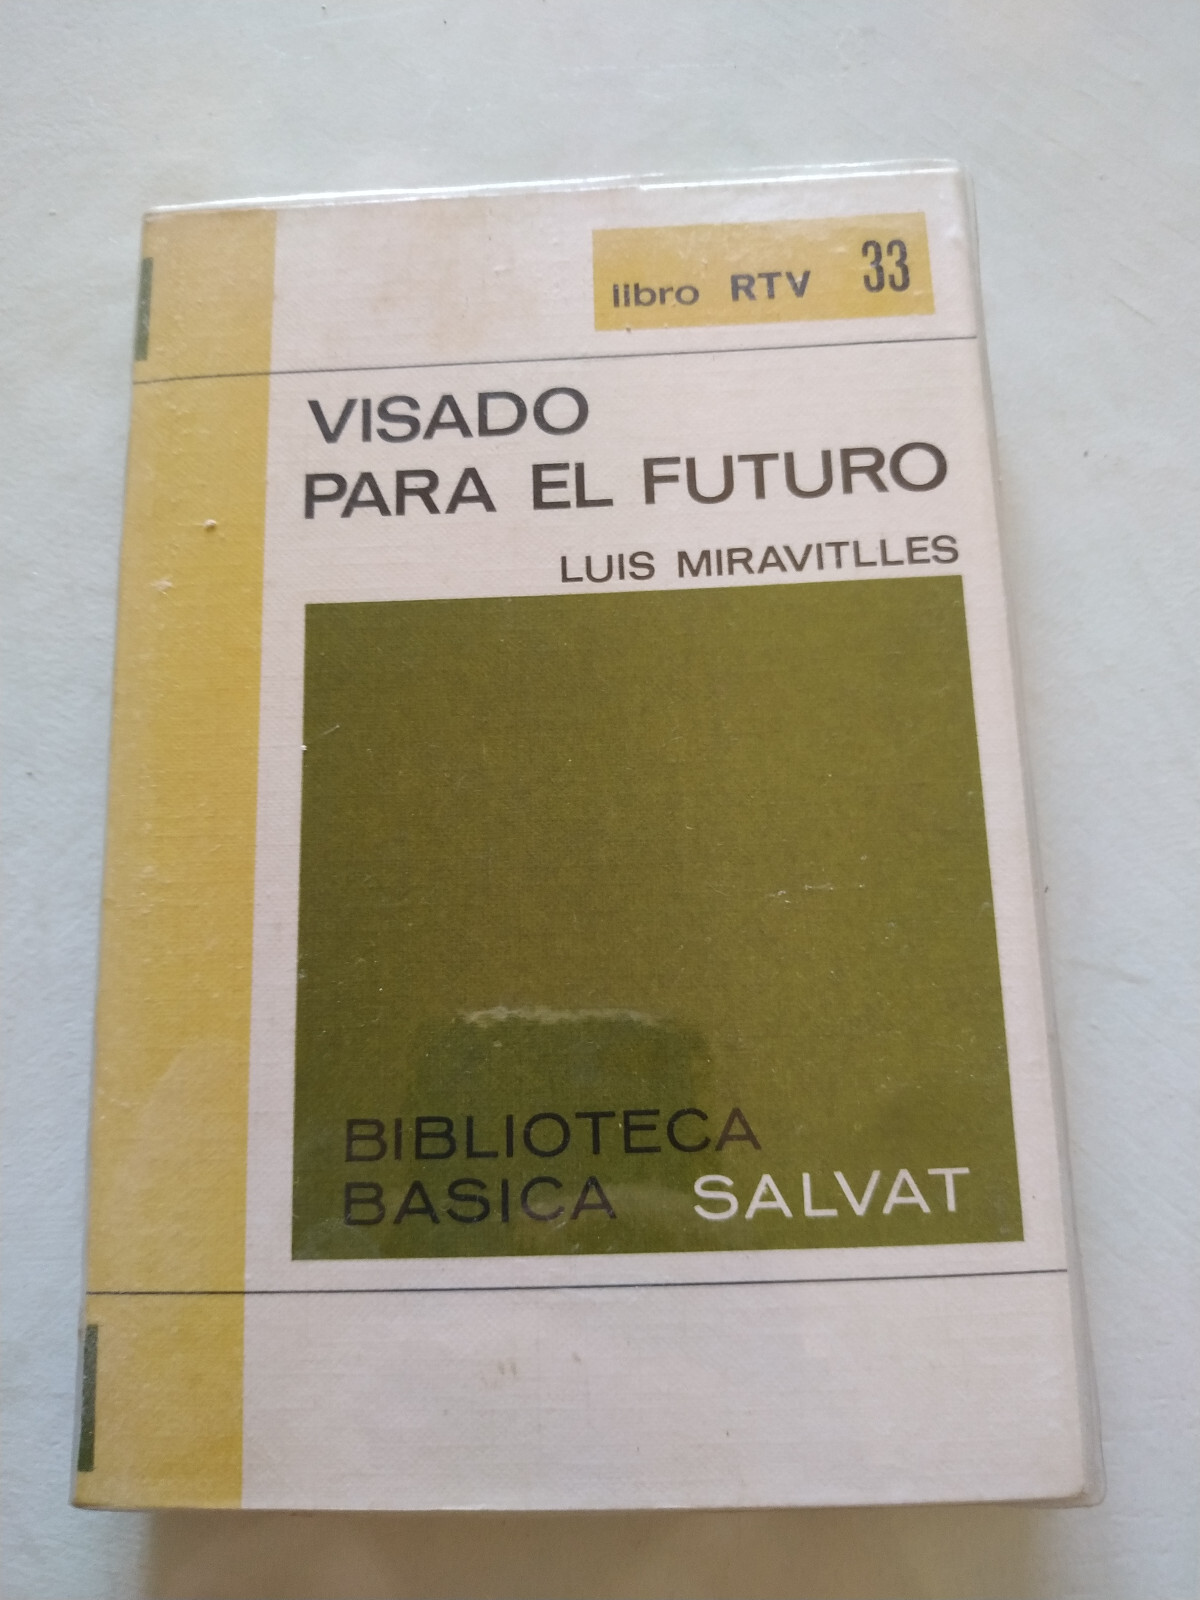 libro RTV 33
VISADO
PARA EL FUTURO
LUIS MIRAVITLLES
BIBLIOTECA
BASICA SALVAT